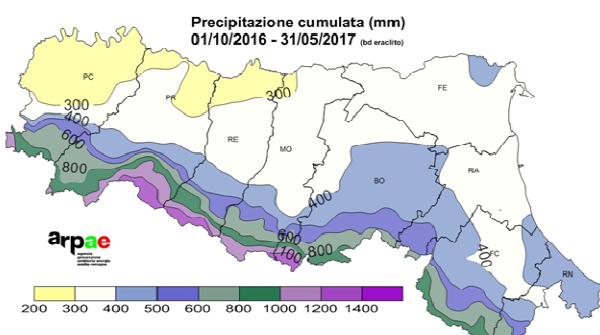 Precipitazione cumulata (mm)
01/10/2016 - 31/05/2017 (bd eraclito)
PC
PR
RE
MO
BO
FE
RA
FC
RN
300
400
600
800
300
400
600
1100
800
400
arpae
200 300 400 500 600 800 1000 1200 1400